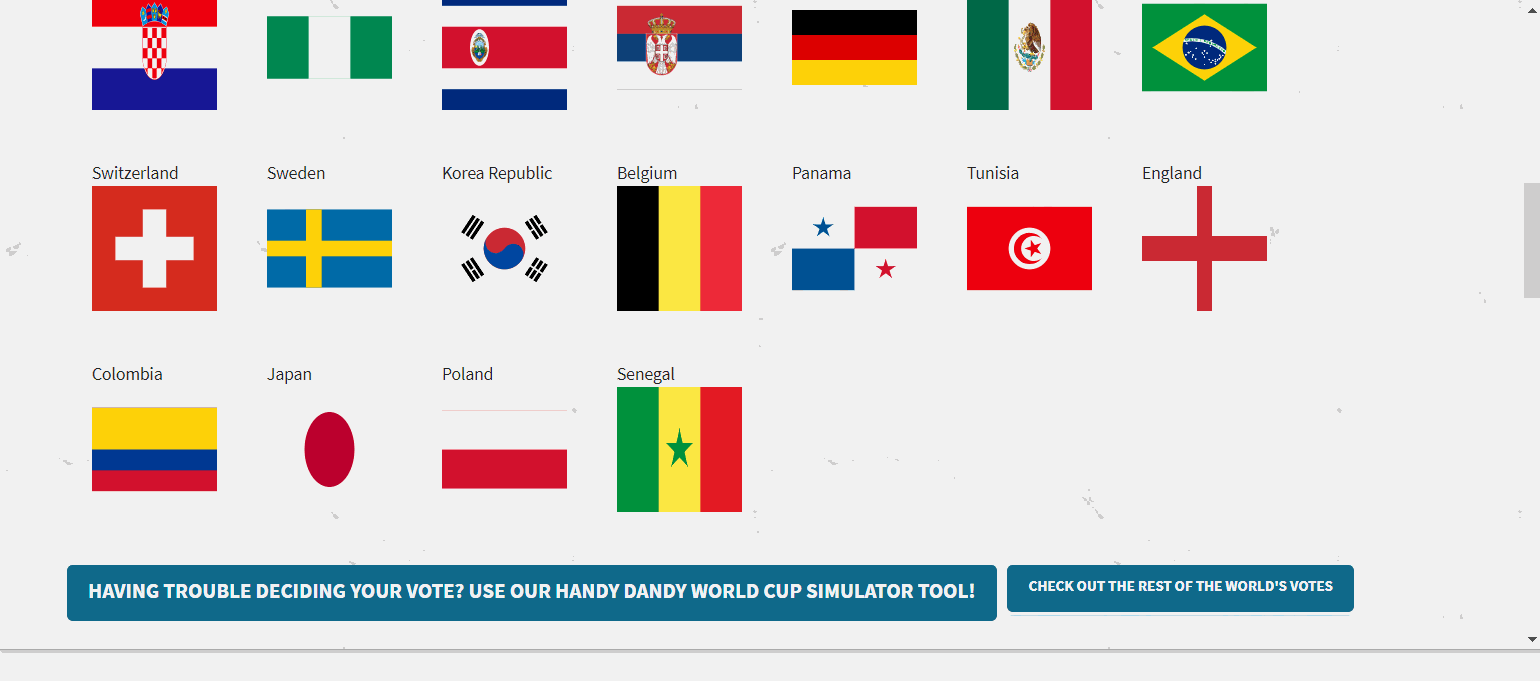 Switzerland Sweden Korea Republic Belgium Panama Tunisia England
Colombia Japan Poland Senegal
HAVING TROUBLE DECIDING YOUR VOTE? USE OUR HANDY DANDY WORLD CUP SIMULATOR TOOL!
CHECK OUT THE REST OF THE WORLD'S VOTES